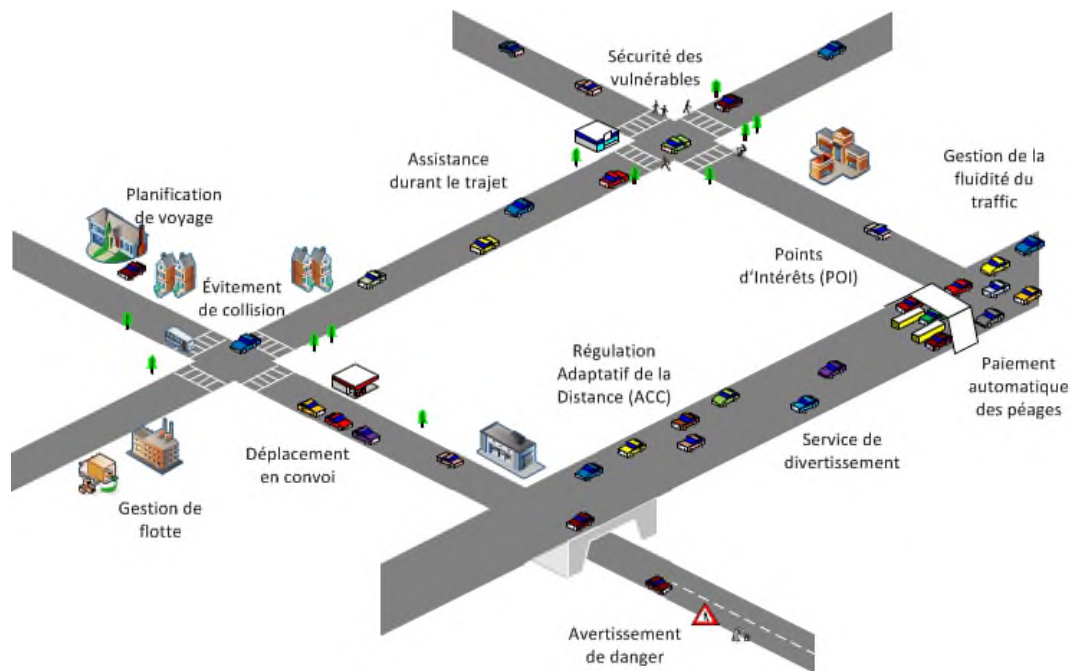 Sécurité des
vulnérables
Assistance
durant le trajet
Gestion de la
fluidité du
traffic
Planification
de voyage
Points
d'Intérêts (POI)
Évitement
de collision
Régulation
Adaptatif de la
Distance (ACC)
Paiement
automatique
des péages
Service de
divertissement
Déplacement
en convoi
Gestion de
flotte
Avertissement
de danger